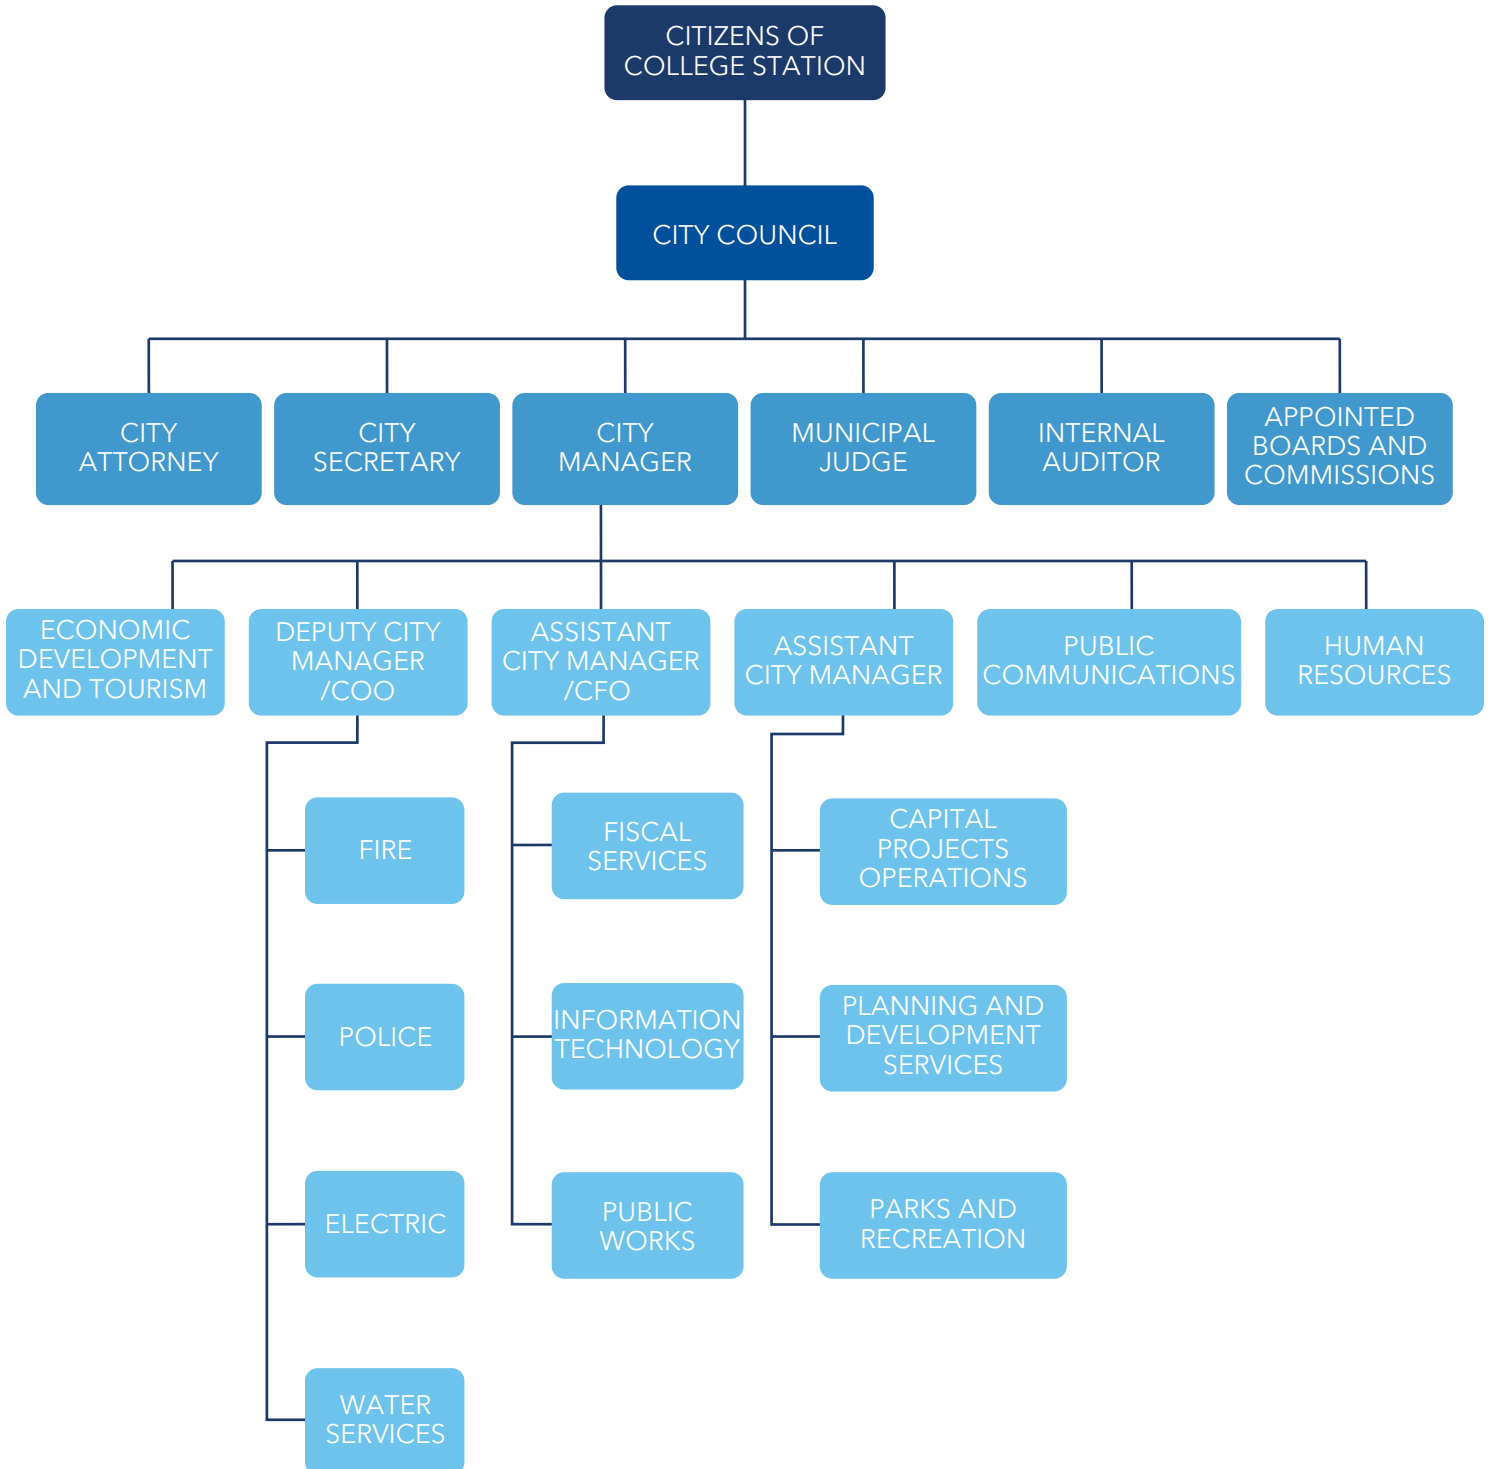 CITIZENS OF
COLLEGE STATION
CITY COUNCIL
CITY
ATTORNEY
CITY
SECRETARY
CITY
MANAGER
MUNICIPAL
JUDGE
INTERNAL
AUDITOR
APPOINTED
BOARDS AND
COMMISSIONS
ECONOMIC
DEVELOPMENT
AND TOURISM
DEPUTY CITY
MANAGER
/COO
ASSISTANT
CITY MANAGER
/CFO
ASSISTANT
CITY MANAGER
PUBLIC
COMMUNICATIONS
HUMAN
RESOURCES
FIRE
POLICE
ELECTRIC
WATER
SERVICES
FISCAL
SERVICES
INFORMATION
TECHNOLOGY
PUBLIC
WORKS
CAPITAL
PROJECTS
OPERATIONS
PLANNING AND
DEVELOPMENT
SERVICES
PARKS AND
RECREATION